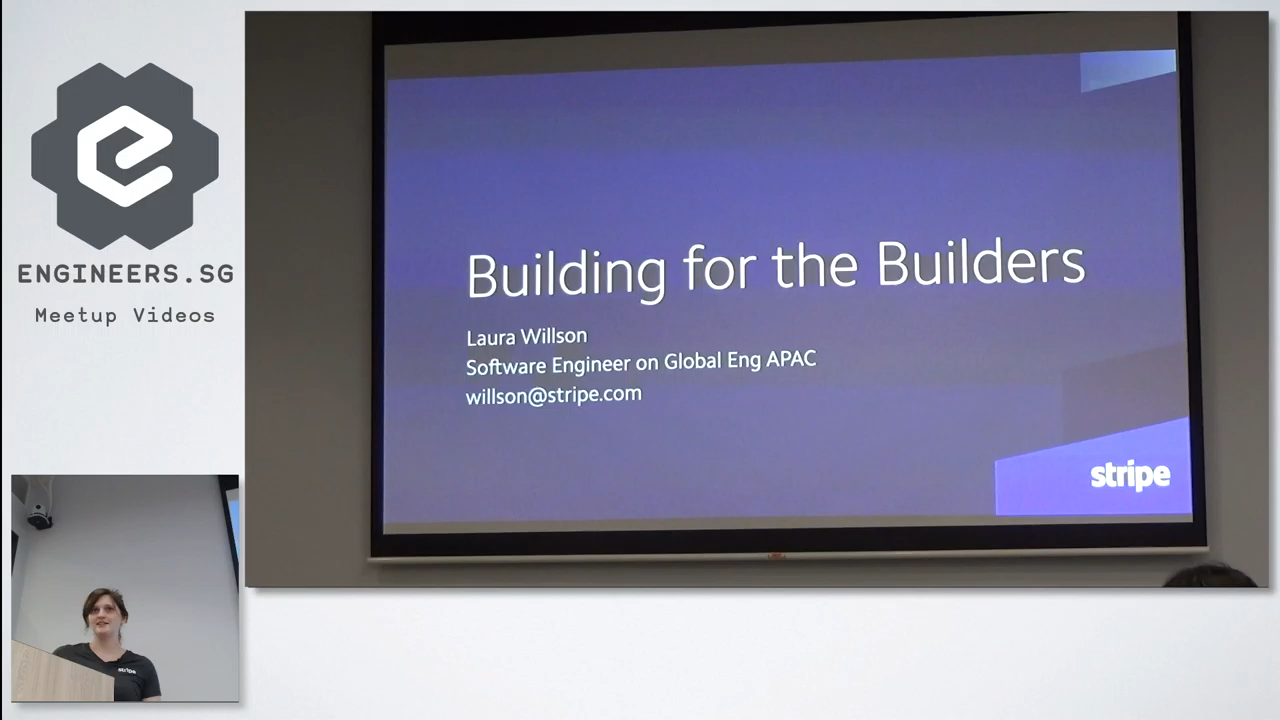 ENGINEERS.SG
Meetup Videos
Building for the Builders
Laura Willson
Software Engineer on Global Eng APAC
willson@stripe.com
stripe
stripe